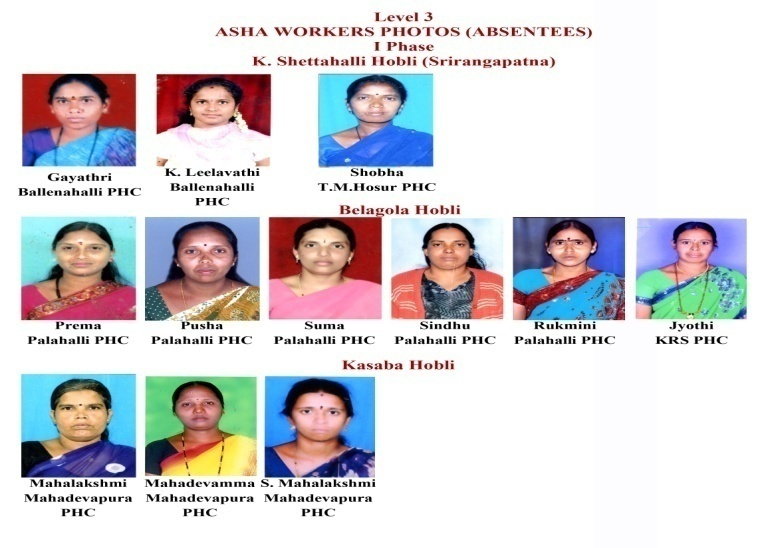 Level 3
ASHA WORKERS PHOTOS (ABSENTEES)
I Phase
K. Shettahalli Hobli (Srirangapatna)
Gayathri
Ballenahalli PHC
K. Leelavathi
Ballenahalli
PHC
Shobha
T.M.Hosur PHC
Belagola Hobli
Prema
Palahalli PHC
Pusha
Palahalli PHC
Suma
Palahalli PHC
Sindhu
Palahalli PHC
Rukmini
Palahalli PHC
Jyothi
KRS PHC
Kasaba Hobli
Mahalakshmi
Mahadevapura
PHC
Mahadevamma
Mahadevapura
PHC
S. Mahalakshmi
Mahadevapura
PHC